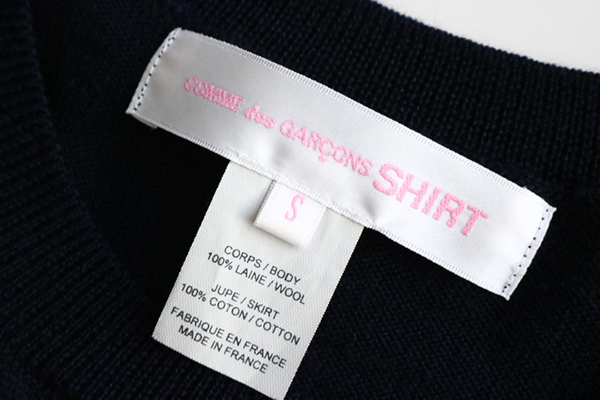 COMME des GARÇONS SHIRT
S
CORPS / BODY
100% LAINE / WOOL
JUPE / SKIRT
100% COTON / COTTON
FABRIQUE EN FRANCE
MADE IN FRANCE